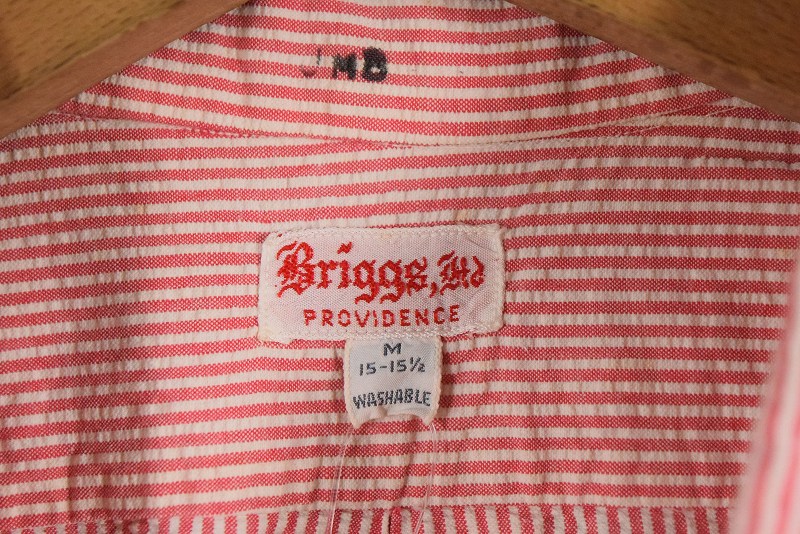 JMB
Briggs, Ltd
PROVIDENCE
M
15-15½
WASHABLE